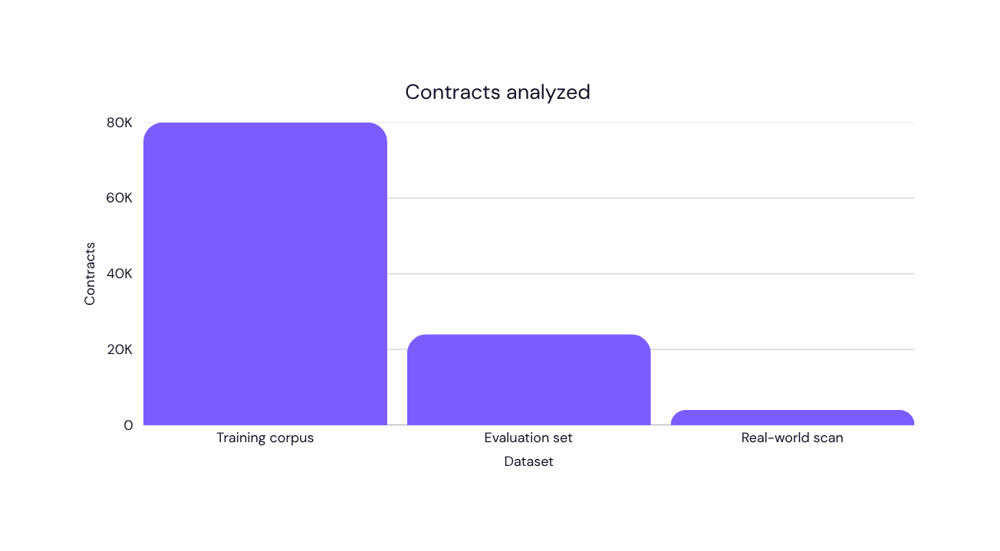 Contracts analyzed
80K
60K
40K
20K
0
Contracts
Training corpus
Evaluation set
Real-world scan
Dataset